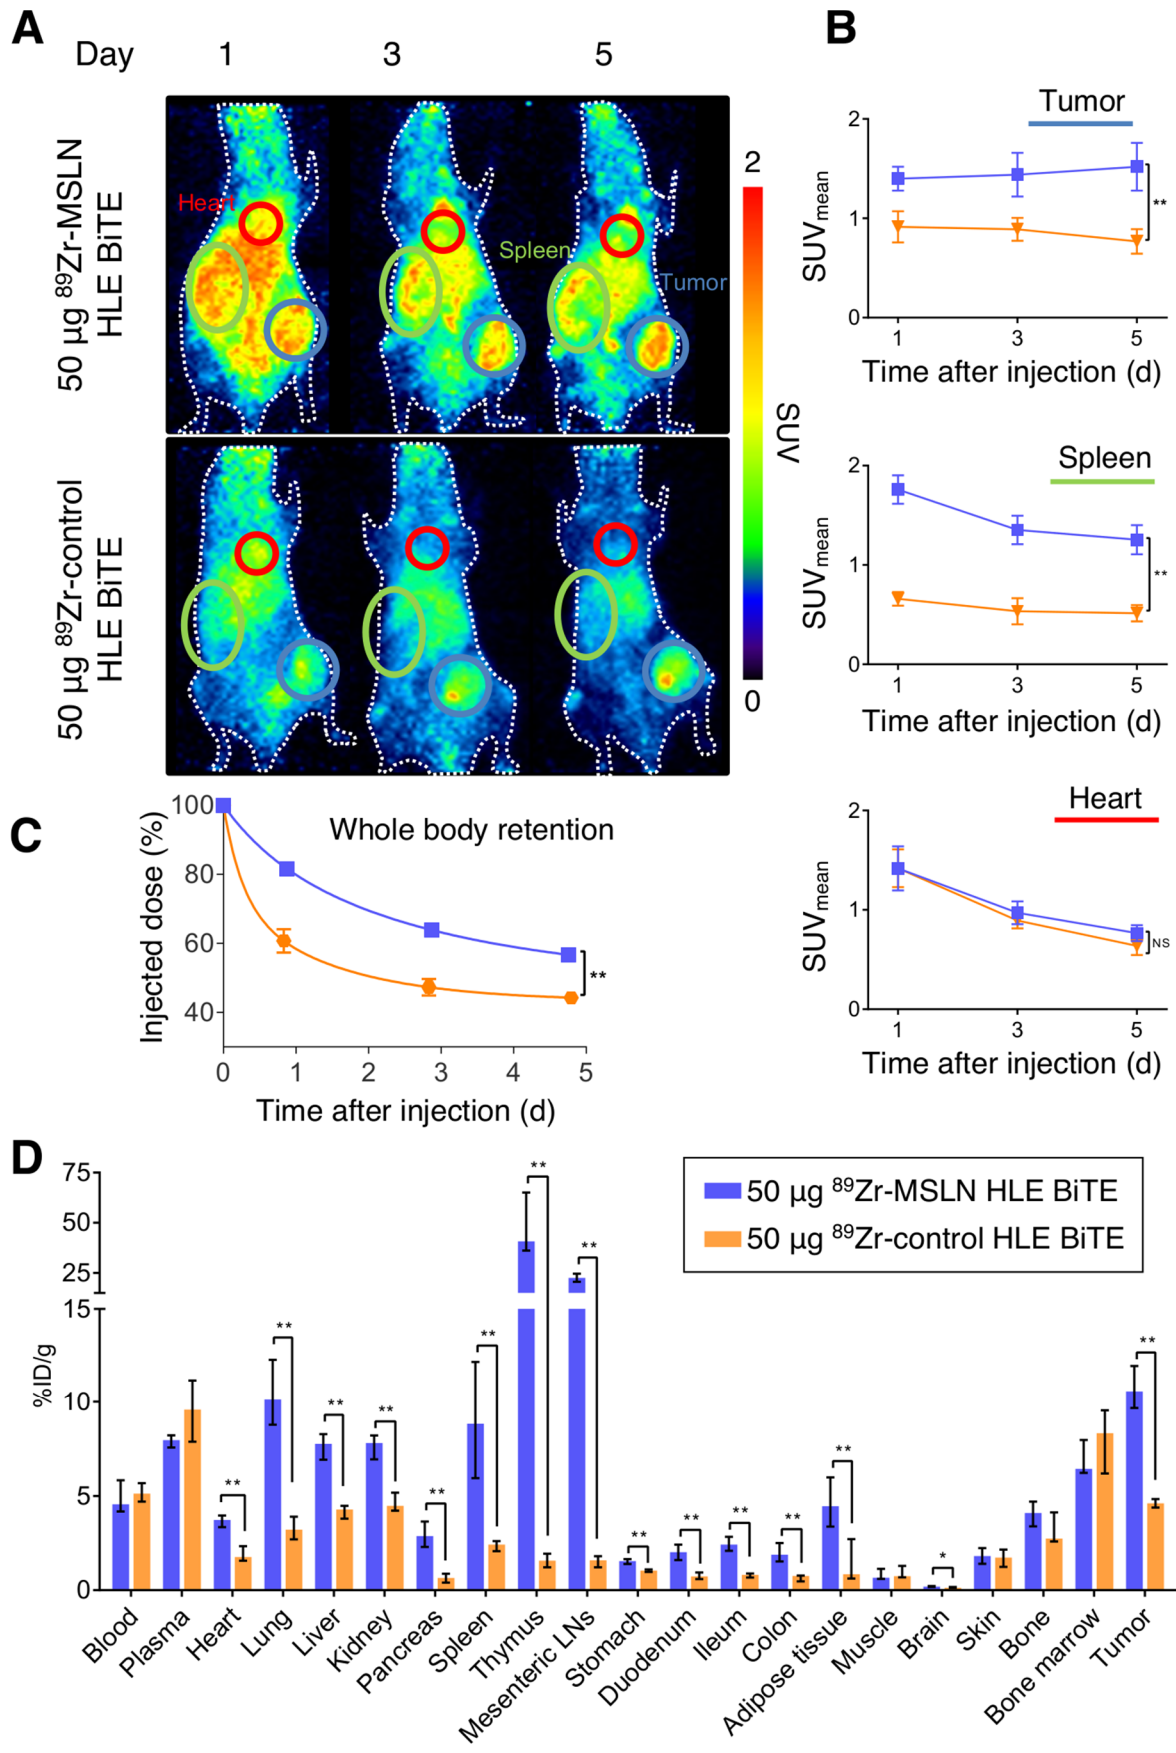 A
Day 1 3 5
50 µg ⁸⁹Zr-MSLN
HLE BiTE
Heart
Spleen
Tumor
50 µg ⁸⁹Zr-control
HLE BiTE
2
SUV
0
B
Tumor
2
1
0
SUVmean
**
1 3 5
Time after injection (d)
Spleen
2
1
0
SUVmean
**
1 3 5
Time after injection (d)
Heart
2
1
0
SUVmean
NS
1 3 5
Time after injection (d)
C
Whole body retention
Injected dose (%)
100
80
60
40
**
0 1 2 3 4 5
Time after injection (d)
D
50 µg ⁸⁹Zr-MSLN HLE BiTE
50 µg ⁸⁹Zr-control HLE BiTE
%ID/g
75
50
25
15
10
5
0
** ** ** ** ** ** ** ** ** ** ** ** ** * **
Blood
Plasma
Heart
Lung
Liver
Kidney
Pancreas
Spleen
Thymus
Mesenteric LNs
Stomach
Duodenum
Ileum
Colon
Adipose tissue
Muscle
Brain
Skin
Bone
Bone marrow
Tumor